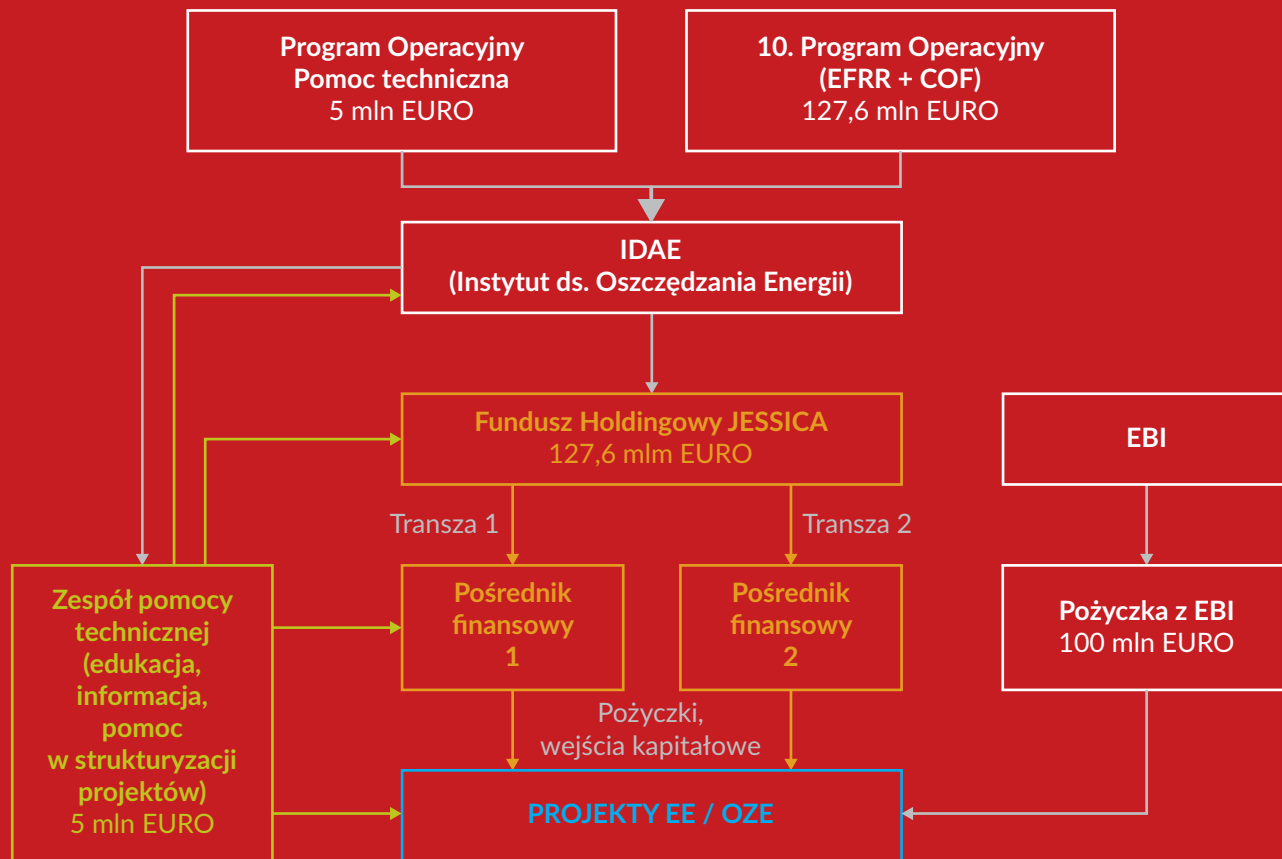 Program Operacyjny
Pomoc techniczna
5 mln EURO
10. Program Operacyjny
(EFRR + COF)
127,6 mln EURO
IDAE
(Instytut ds. Oszczędzania Energii)
Fundusz Holdingowy JESSICA
127,6 mlm EURO
EBI
Transza 1
Transza 2
Zespół pomocy
technicznej
(edukacja,
informacja,
pomoc
w strukturyzacji
projektów)
5 mln EURO
Pośrednik
finansowy
1
Pośrednik
finansowy
2
Pożyczka z EBI
100 mln EURO
Pożyczki,
wejścia kapitałowe
PROJEKTY EE / OZE